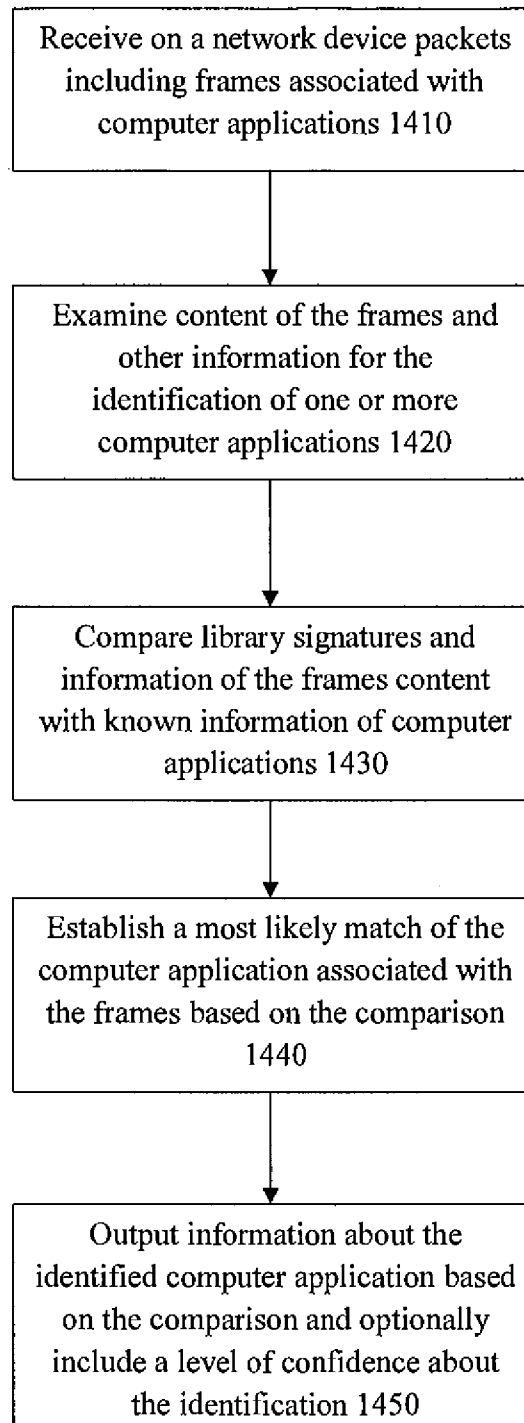 Receive on a network device packets
including frames associated with
computer applications 1410
Examine content of the frames and
other information for the
identification of one or more
computer applications 1420
Compare library signatures and
information of the frames content
with known information of computer
applications 1430
Establish a most likely match of the
computer application associated with
the frames based on the comparison
1440
Output information about the
identified computer application based
on the comparison and optionally
include a level of confidence about
the identification 1450